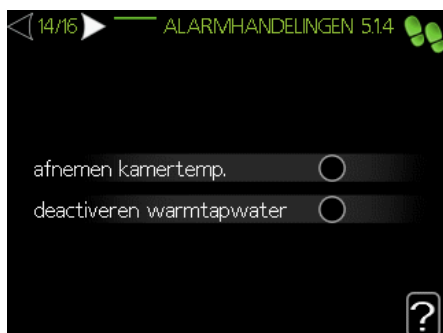 14/16 ALARMHANDELINGEN 5.1.4
afnemen kamertemp.
deactiveren warmtapwater
?